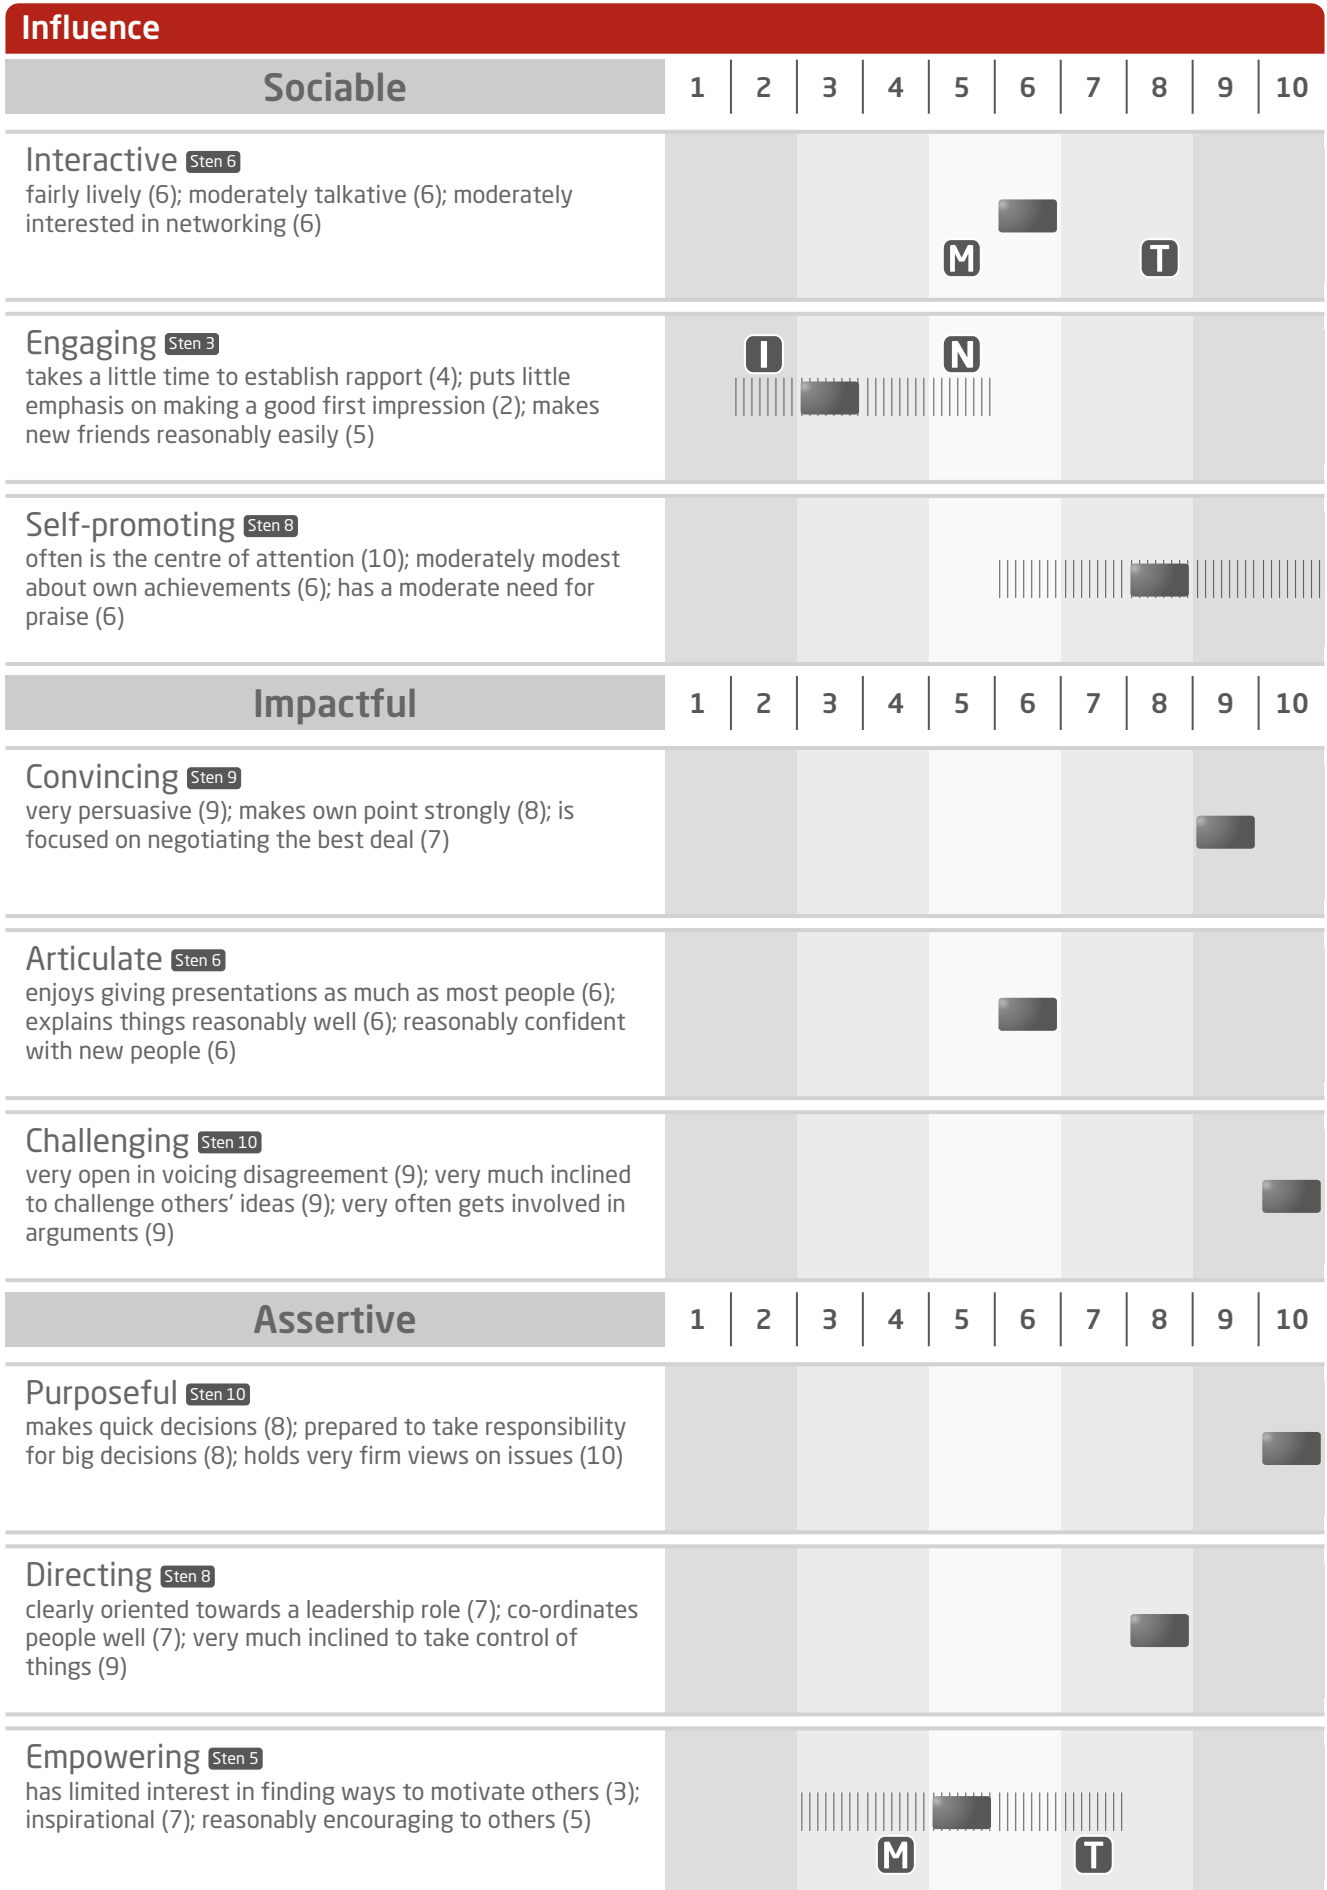 Influence
Sociable 1 2 3 4 5 6 7 8 9 10
Interactive Sten 6
fairly lively (6); moderately talkative (6); moderately
interested in networking (6)
M T
Engaging Sten 3
I N
takes a little time to establish rapport (4); puts little
emphasis on making a good first impression (2); makes
new friends reasonably easily (5)
Self-promoting Sten 8
often is the centre of attention (10); moderately modest
about own achievements (6); has a moderate need for
praise (6)
Impactful 1 2 3 4 5 6 7 8 9 10
Convincing Sten 9
very persuasive (9); makes own point strongly (8); is
focused on negotiating the best deal (7)
Articulate Sten 6
enjoys giving presentations as much as most people (6);
explains things reasonably well (6); reasonably confident
with new people (6)
Challenging Sten 10
very open in voicing disagreement (9); very much inclined
to challenge others' ideas (9); very often gets involved in
arguments (9)
Assertive 1 2 3 4 5 6 7 8 9 10
Purposeful Sten 10
makes quick decisions (8); prepared to take responsibility
for big decisions (8); holds very firm views on issues (10)
Directing Sten 8
clearly oriented towards a leadership role (7); co-ordinates
people well (7); very much inclined to take control of
things (9)
Empowering Sten 5
has limited interest in finding ways to motivate others (3);
inspirational (7); reasonably encouraging to others (5)
M T